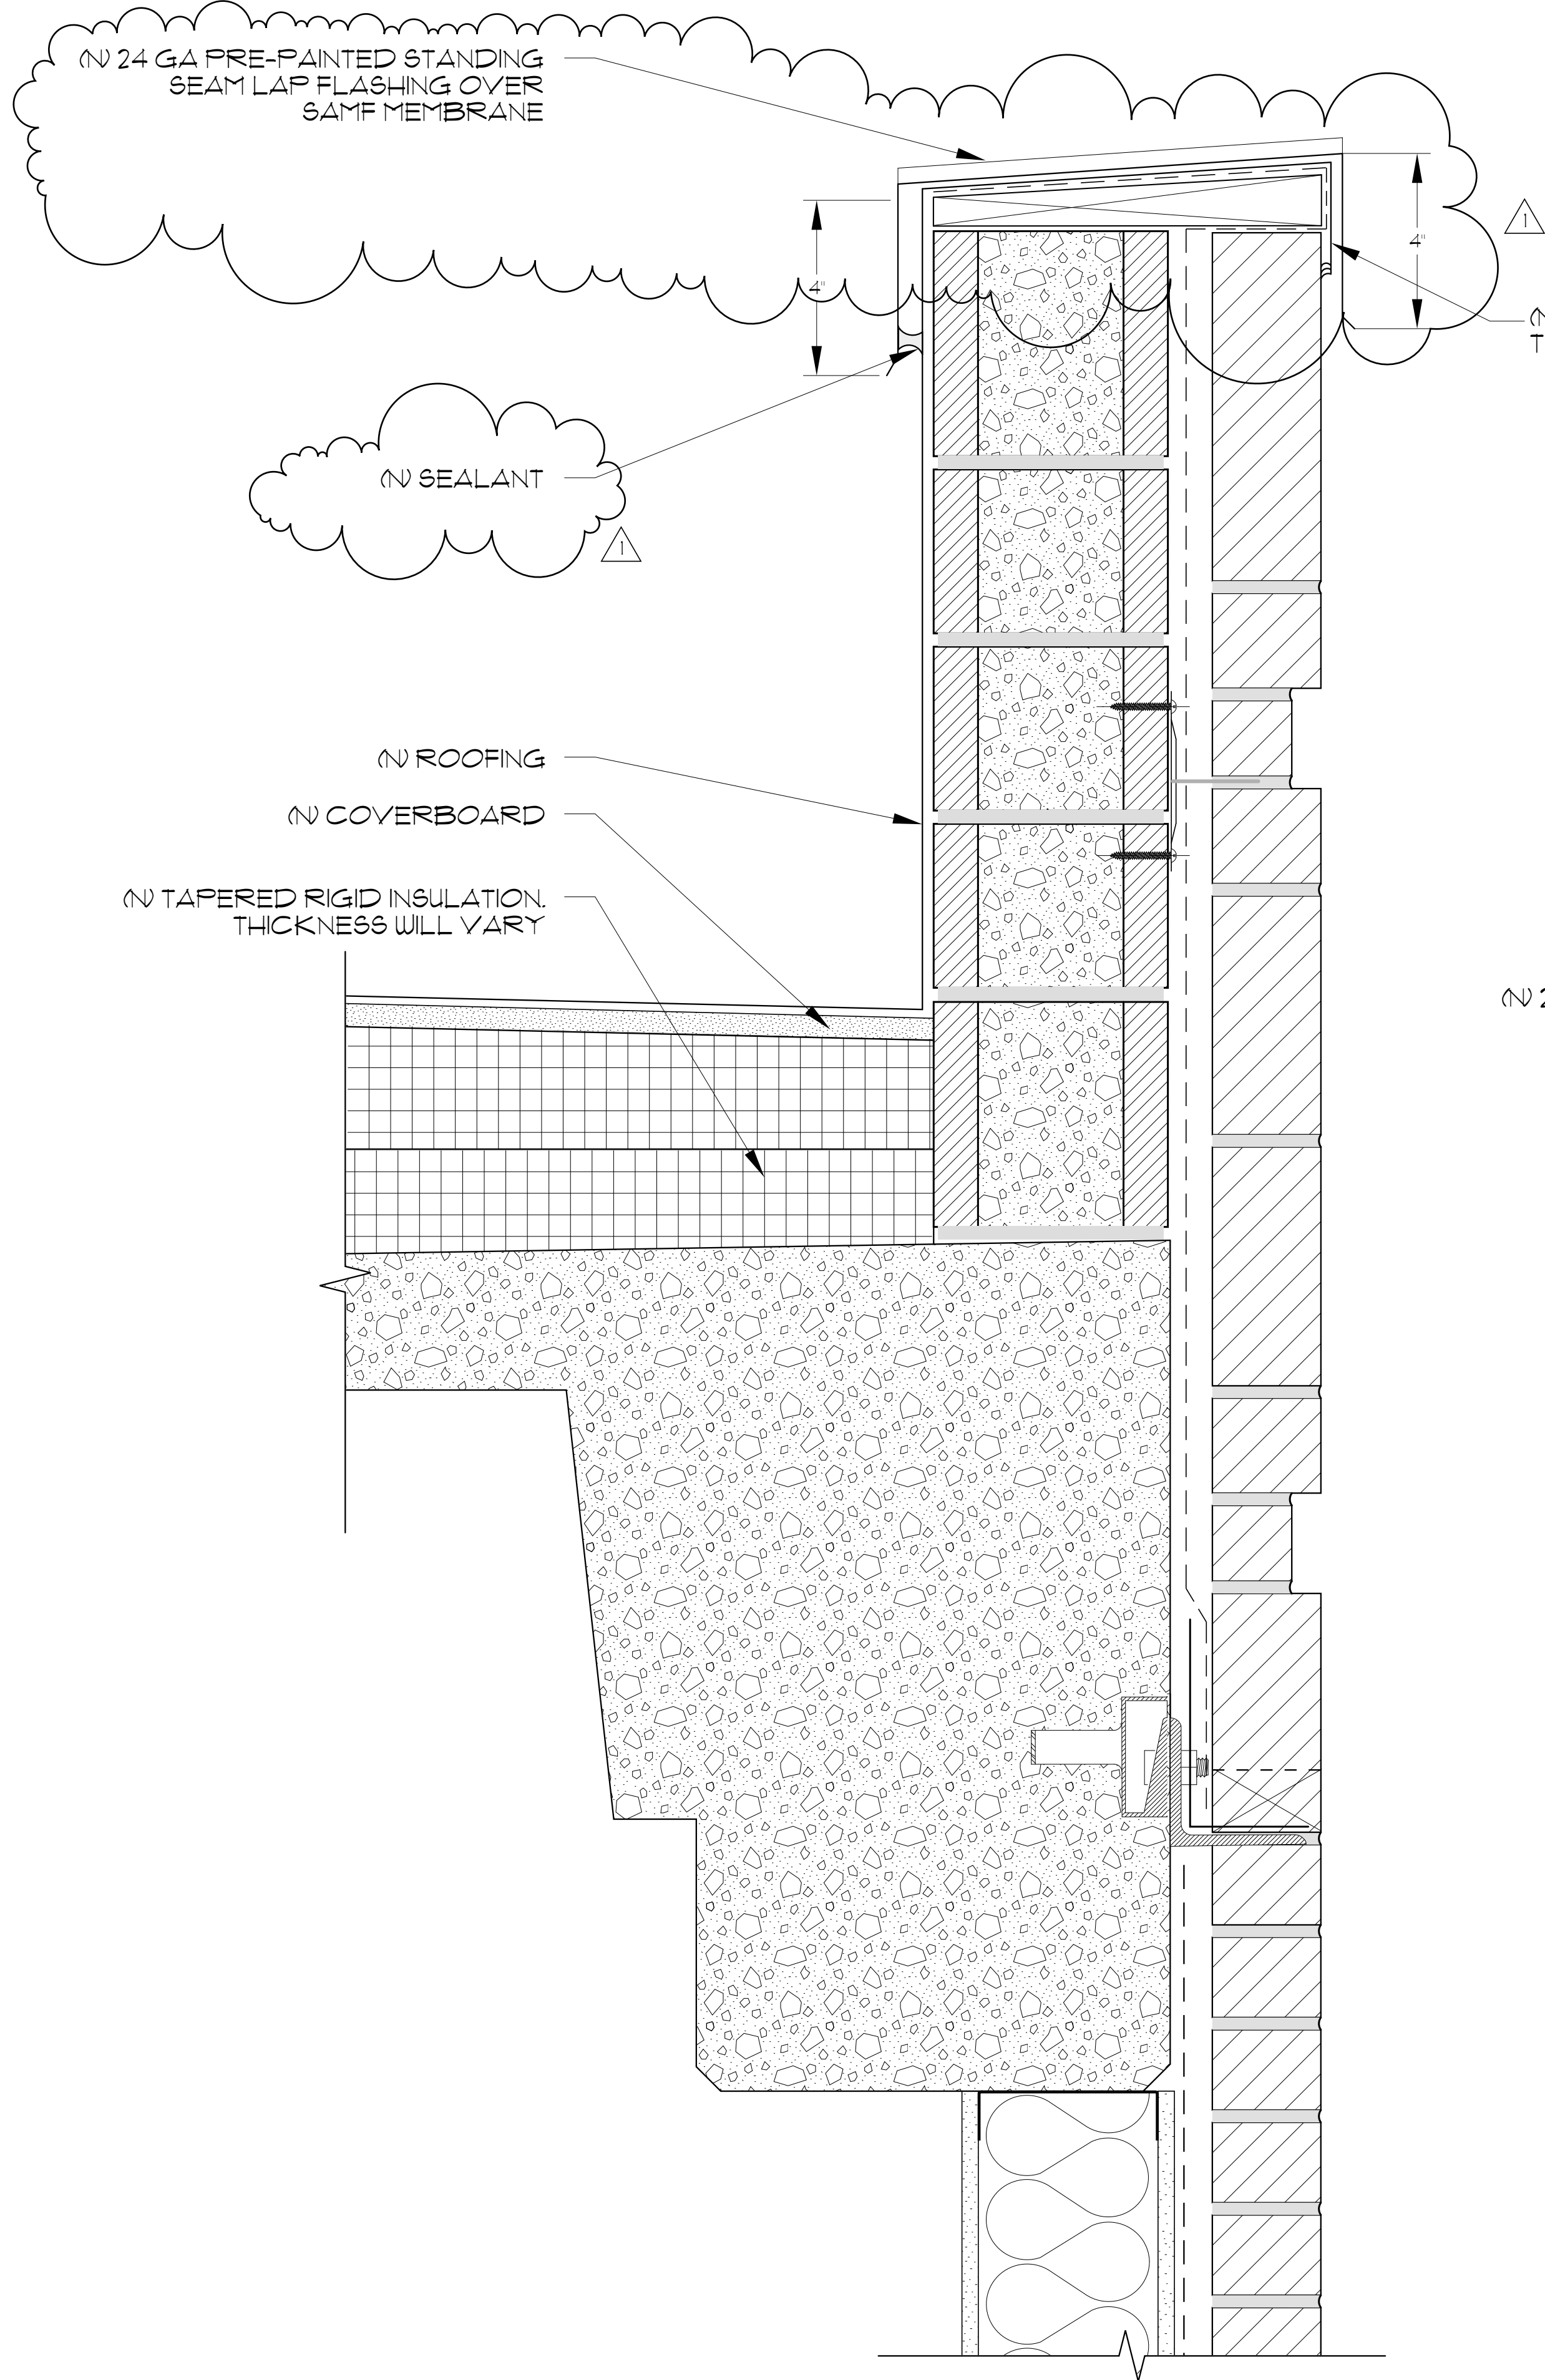 (N) 24 GA PRE-PAINTED STANDING
SEAM LAP FLASHING OVER
SAMF MEMBRANE
4"
4"
1
(N
T
(N) SEALANT
1
(N) ROOFING
(N) COVERBOARD
(N) TAPERED RIGID INSULATION.
THICKNESS WILL VARY
(N) 2